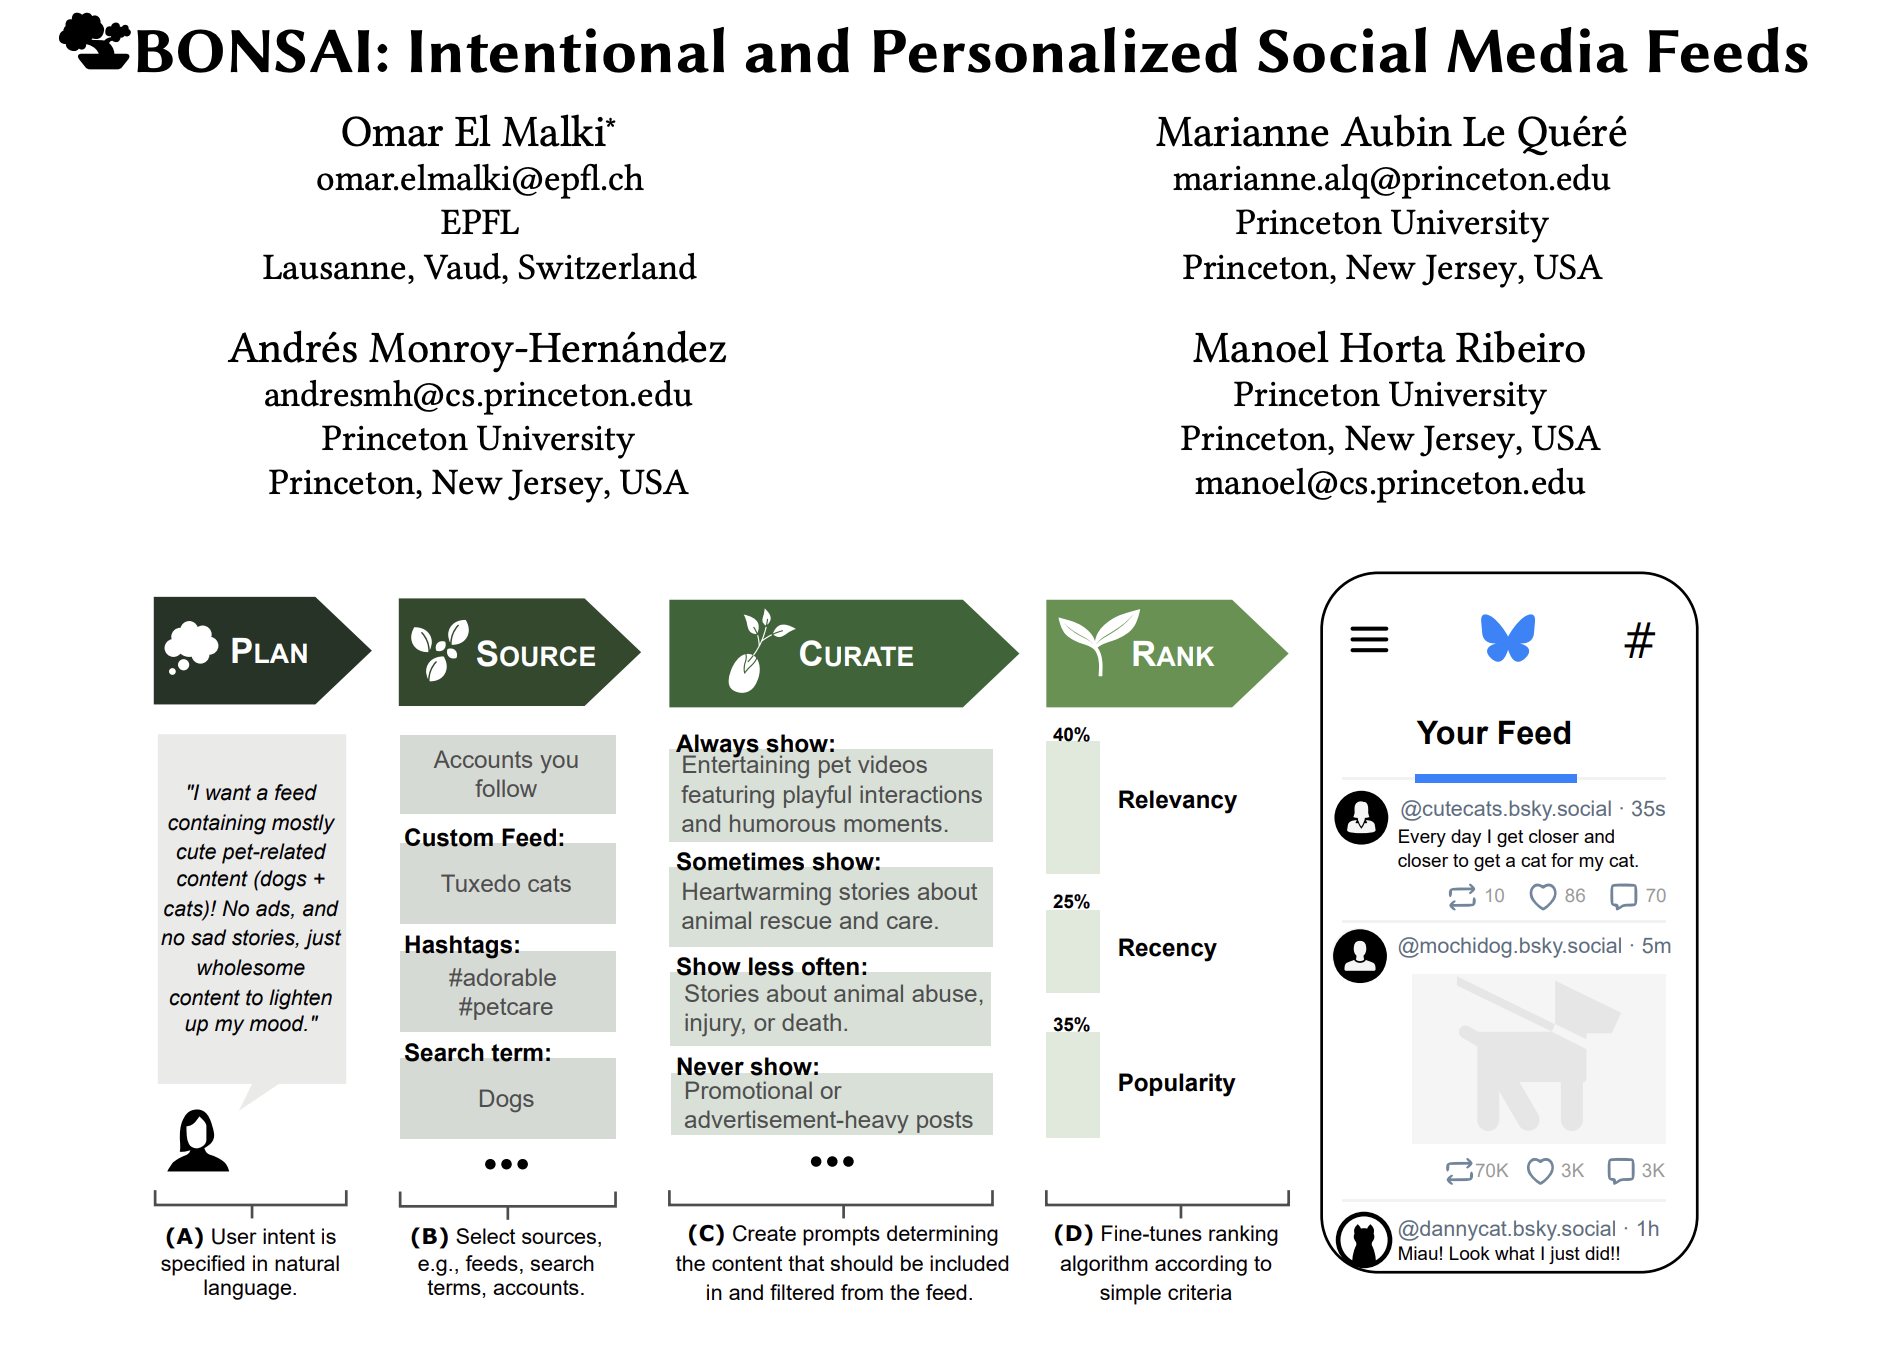 BONSAI: Intentional and Personalized Social Media Feeds
Omar El Malki*
omar.elmalki@epfl.ch
EPFL
Lausanne, Vaud, Switzerland
Marianne Aubin Le Quéré
marianne.alq@princeton.edu
Princeton University
Princeton, New Jersey, USA
Andrés Monroy-Hernández
andresmh@cs.princeton.edu
Princeton University
Princeton, New Jersey, USA
Manoel Horta Ribeiro
Princeton University
Princeton, New Jersey, USA
manoel@cs.princeton.edu
PLAN
"I want a feed
containing mostly
cute pet-related
content (dogs +
cats)! No ads, and
no sad stories, just
wholesome
content to lighten
up my mood."
(A) User intent is
specified in natural
language.
SOURCE
Accounts you
follow
Custom Feed:
Tuxedo cats
Hashtags:
#adorable
#petcare
Search term:
Dogs
•••
(B) Select sources,
e.g., feeds, search
terms, accounts.
CURATE
Always show:
Entertaining pet videos
featuring playful interactions
and humorous moments.
Sometimes show:
Heartwarming stories about
animal rescue and care.
Show less often:
Stories about animal abuse,
injury, or death.
Never show:
Promotional or
advertisement-heavy posts
•••
(C) Create prompts determining
the content that should be included
in and filtered from the feed.
RANK
40%
Relevancy
25%
Recency
35%
Popularity
(D) Fine-tunes ranking
algorithm according to
simple criteria
#
Your Feed
@cutecats.bsky.social · 35s
Every day I get closer and
closer to get a cat for my cat.
10 86 70
@mochidog.bsky.social · 5m
70K 3K 3K
@dannycat.bsky.social · 1h
Miau! Look what I just did!!